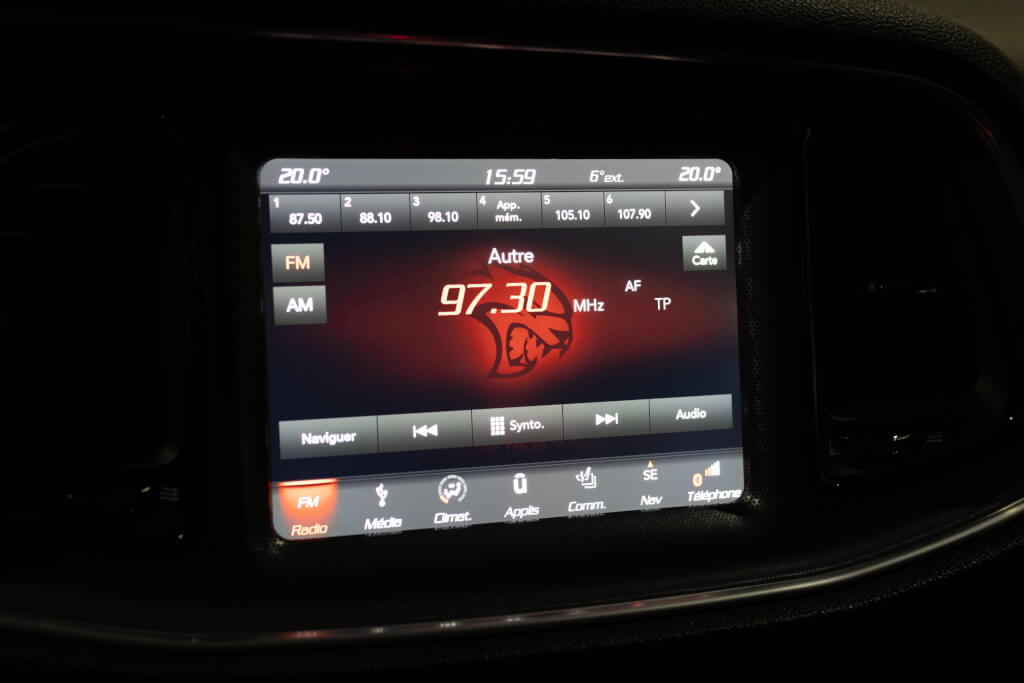 20.0° 15:59 6°ext. 20.0°
1 87.50 2 88.10 3 98.10 4 App. mém. 5 105.10 6 107.90
FM Autre Carte
97.30 MHz AF TP
AM
Naviguer Synto. Audio
FM SE
Radio Média Climat. Applis Comm. Nav Téléphone